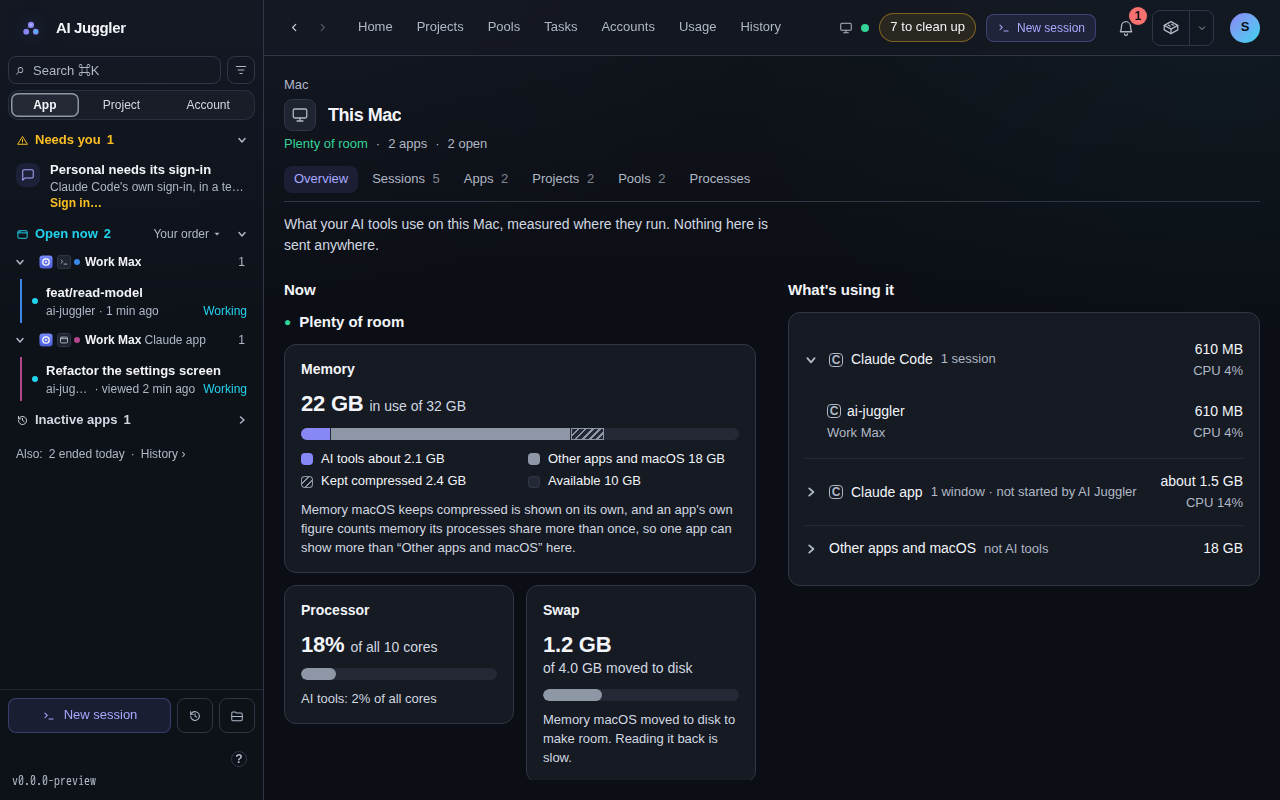 AI Juggler
Search ⌘K
App
Project
Account
Needs you 1
Personal needs its sign-in
Claude Code's own sign-in, in a te…
Sign in…
Open now 2
Your order
Work Max
1
feat/read-model
ai-juggler · 1 min ago
Working
Work Max Claude app
1
Refactor the settings screen
ai-jug… · viewed 2 min ago
Working
Inactive apps 1
Also: 2 ended today · History ›
New session
?
v0.0.0-preview
Home
Projects
Pools
Tasks
Accounts
Usage
History
7 to clean up
New session
1
S
Mac
This Mac
Plenty of room · 2 apps · 2 open
Overview
Sessions 5
Apps 2
Projects 2
Pools 2
Processes
What your AI tools use on this Mac, measured where they run. Nothing here is
sent anywhere.
Now
Plenty of room
Memory
22 GB in use of 32 GB
AI tools about 2.1 GB
Other apps and macOS 18 GB
Kept compressed 2.4 GB
Available 10 GB
Memory macOS keeps compressed is shown on its own, and an app's own
figure counts memory its processes share more than once, so one app can
show more than “Other apps and macOS” here.
Processor
18% of all 10 cores
AI tools: 2% of all cores
Swap
1.2 GB
of 4.0 GB moved to disk
Memory macOS moved to disk to
make room. Reading it back is
slow.
What's using it
C Claude Code 1 session
610 MB
CPU 4%
C ai-juggler
610 MB
Work Max
CPU 4%
C Claude app 1 window · not started by AI Juggler
about 1.5 GB
CPU 14%
Other apps and macOS not AI tools
18 GB